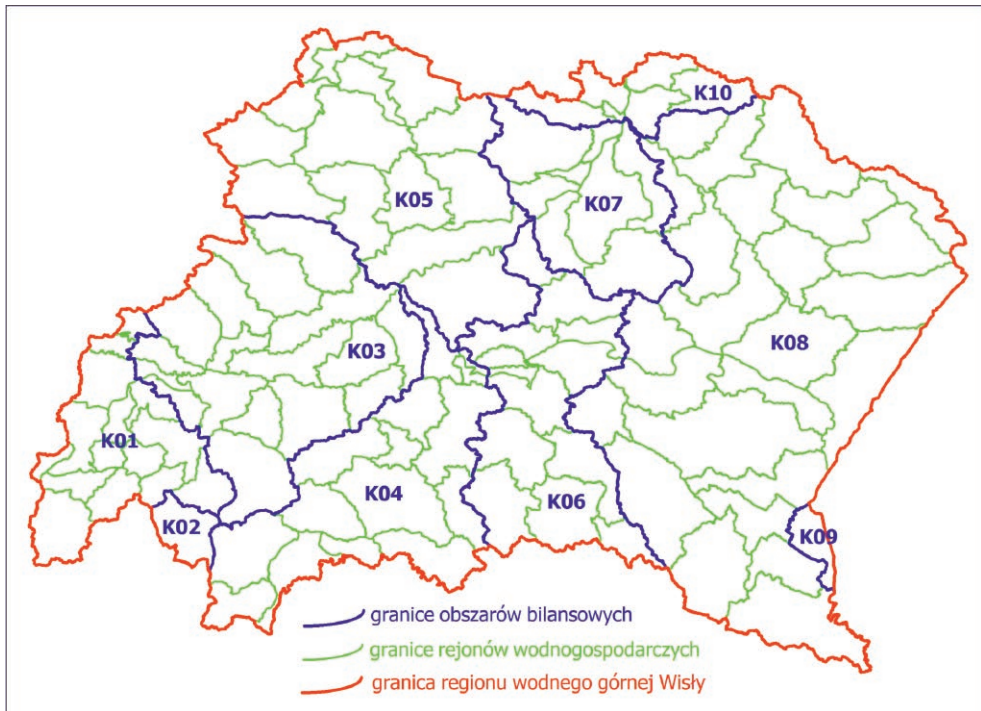 K10
K05
K07
K03
K08
K01
K04
K06
K02
K09
granice obszarów bilansowych
granice rejonów wodnogospodarczych
granica regionu wodnego górnej Wisły